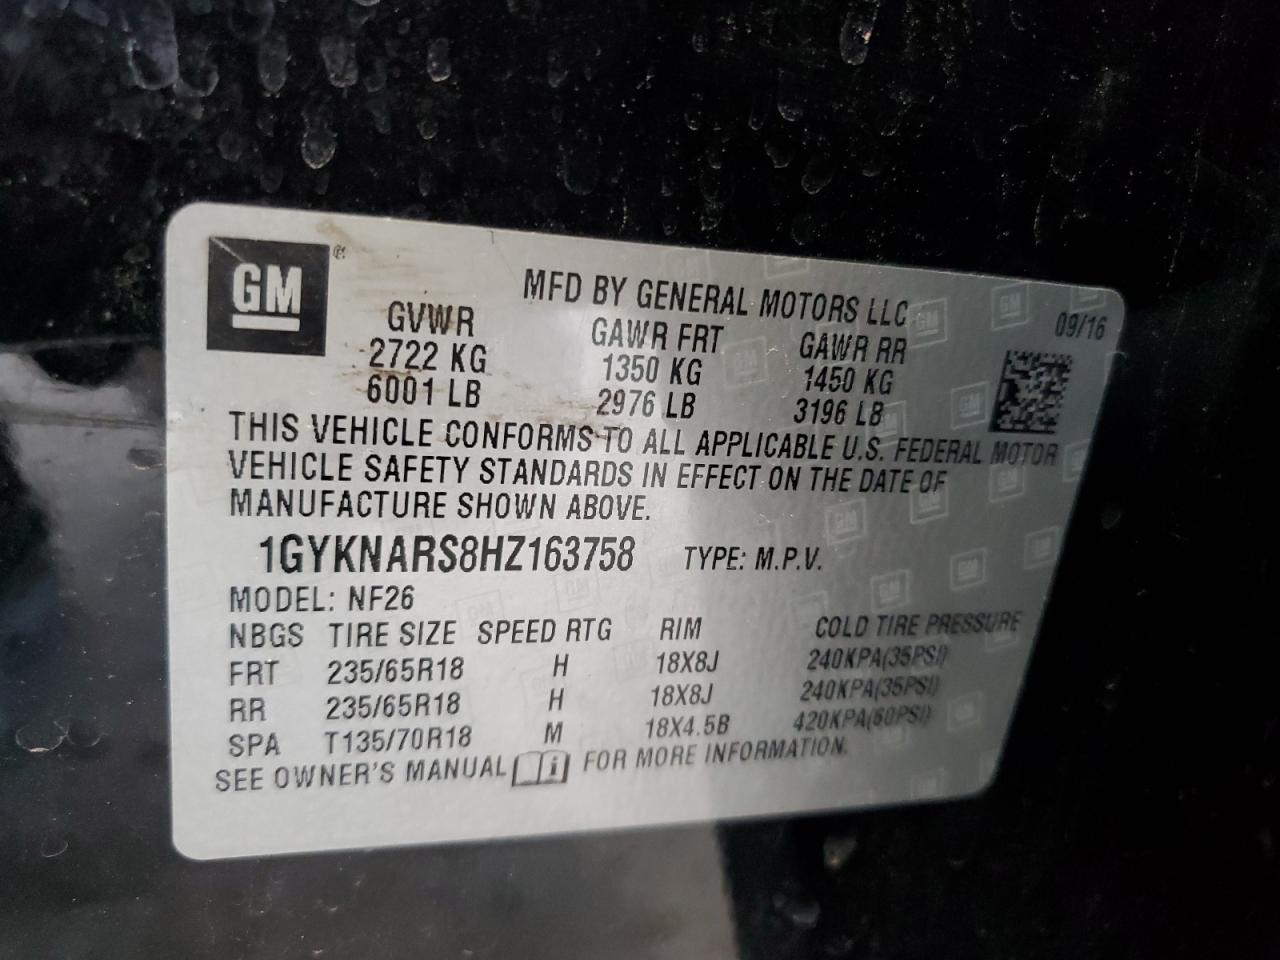 GM
MFD BY GENERAL MOTORS LLC
09/16
GVWR GAWR FRT GAWR RR
2722 KG 1350 KG 1450 KG
6001 LB 2976 LB 3196 LB
THIS VEHICLE CONFORMS TO ALL APPLICABLE U.S. FEDERAL MOTOR
VEHICLE SAFETY STANDARDS IN EFFECT ON THE DATE OF
MANUFACTURE SHOWN ABOVE.
1GYKNARS8HZ163758 TYPE: M.P.V.
MODEL: NF26
NBGS TIRE SIZE SPEED RTG RIM COLD TIRE PRESSURE
FRT 235/65R18 H 18X8J 240KPA(35PSI)
RR 235/65R18 H 18X8J 240KPA(35PSI)
SPA T135/70R18 M 18X4.5B 420KPA(60PSI)
SEE OWNER'S MANUAL i FOR MORE INFORMATION.